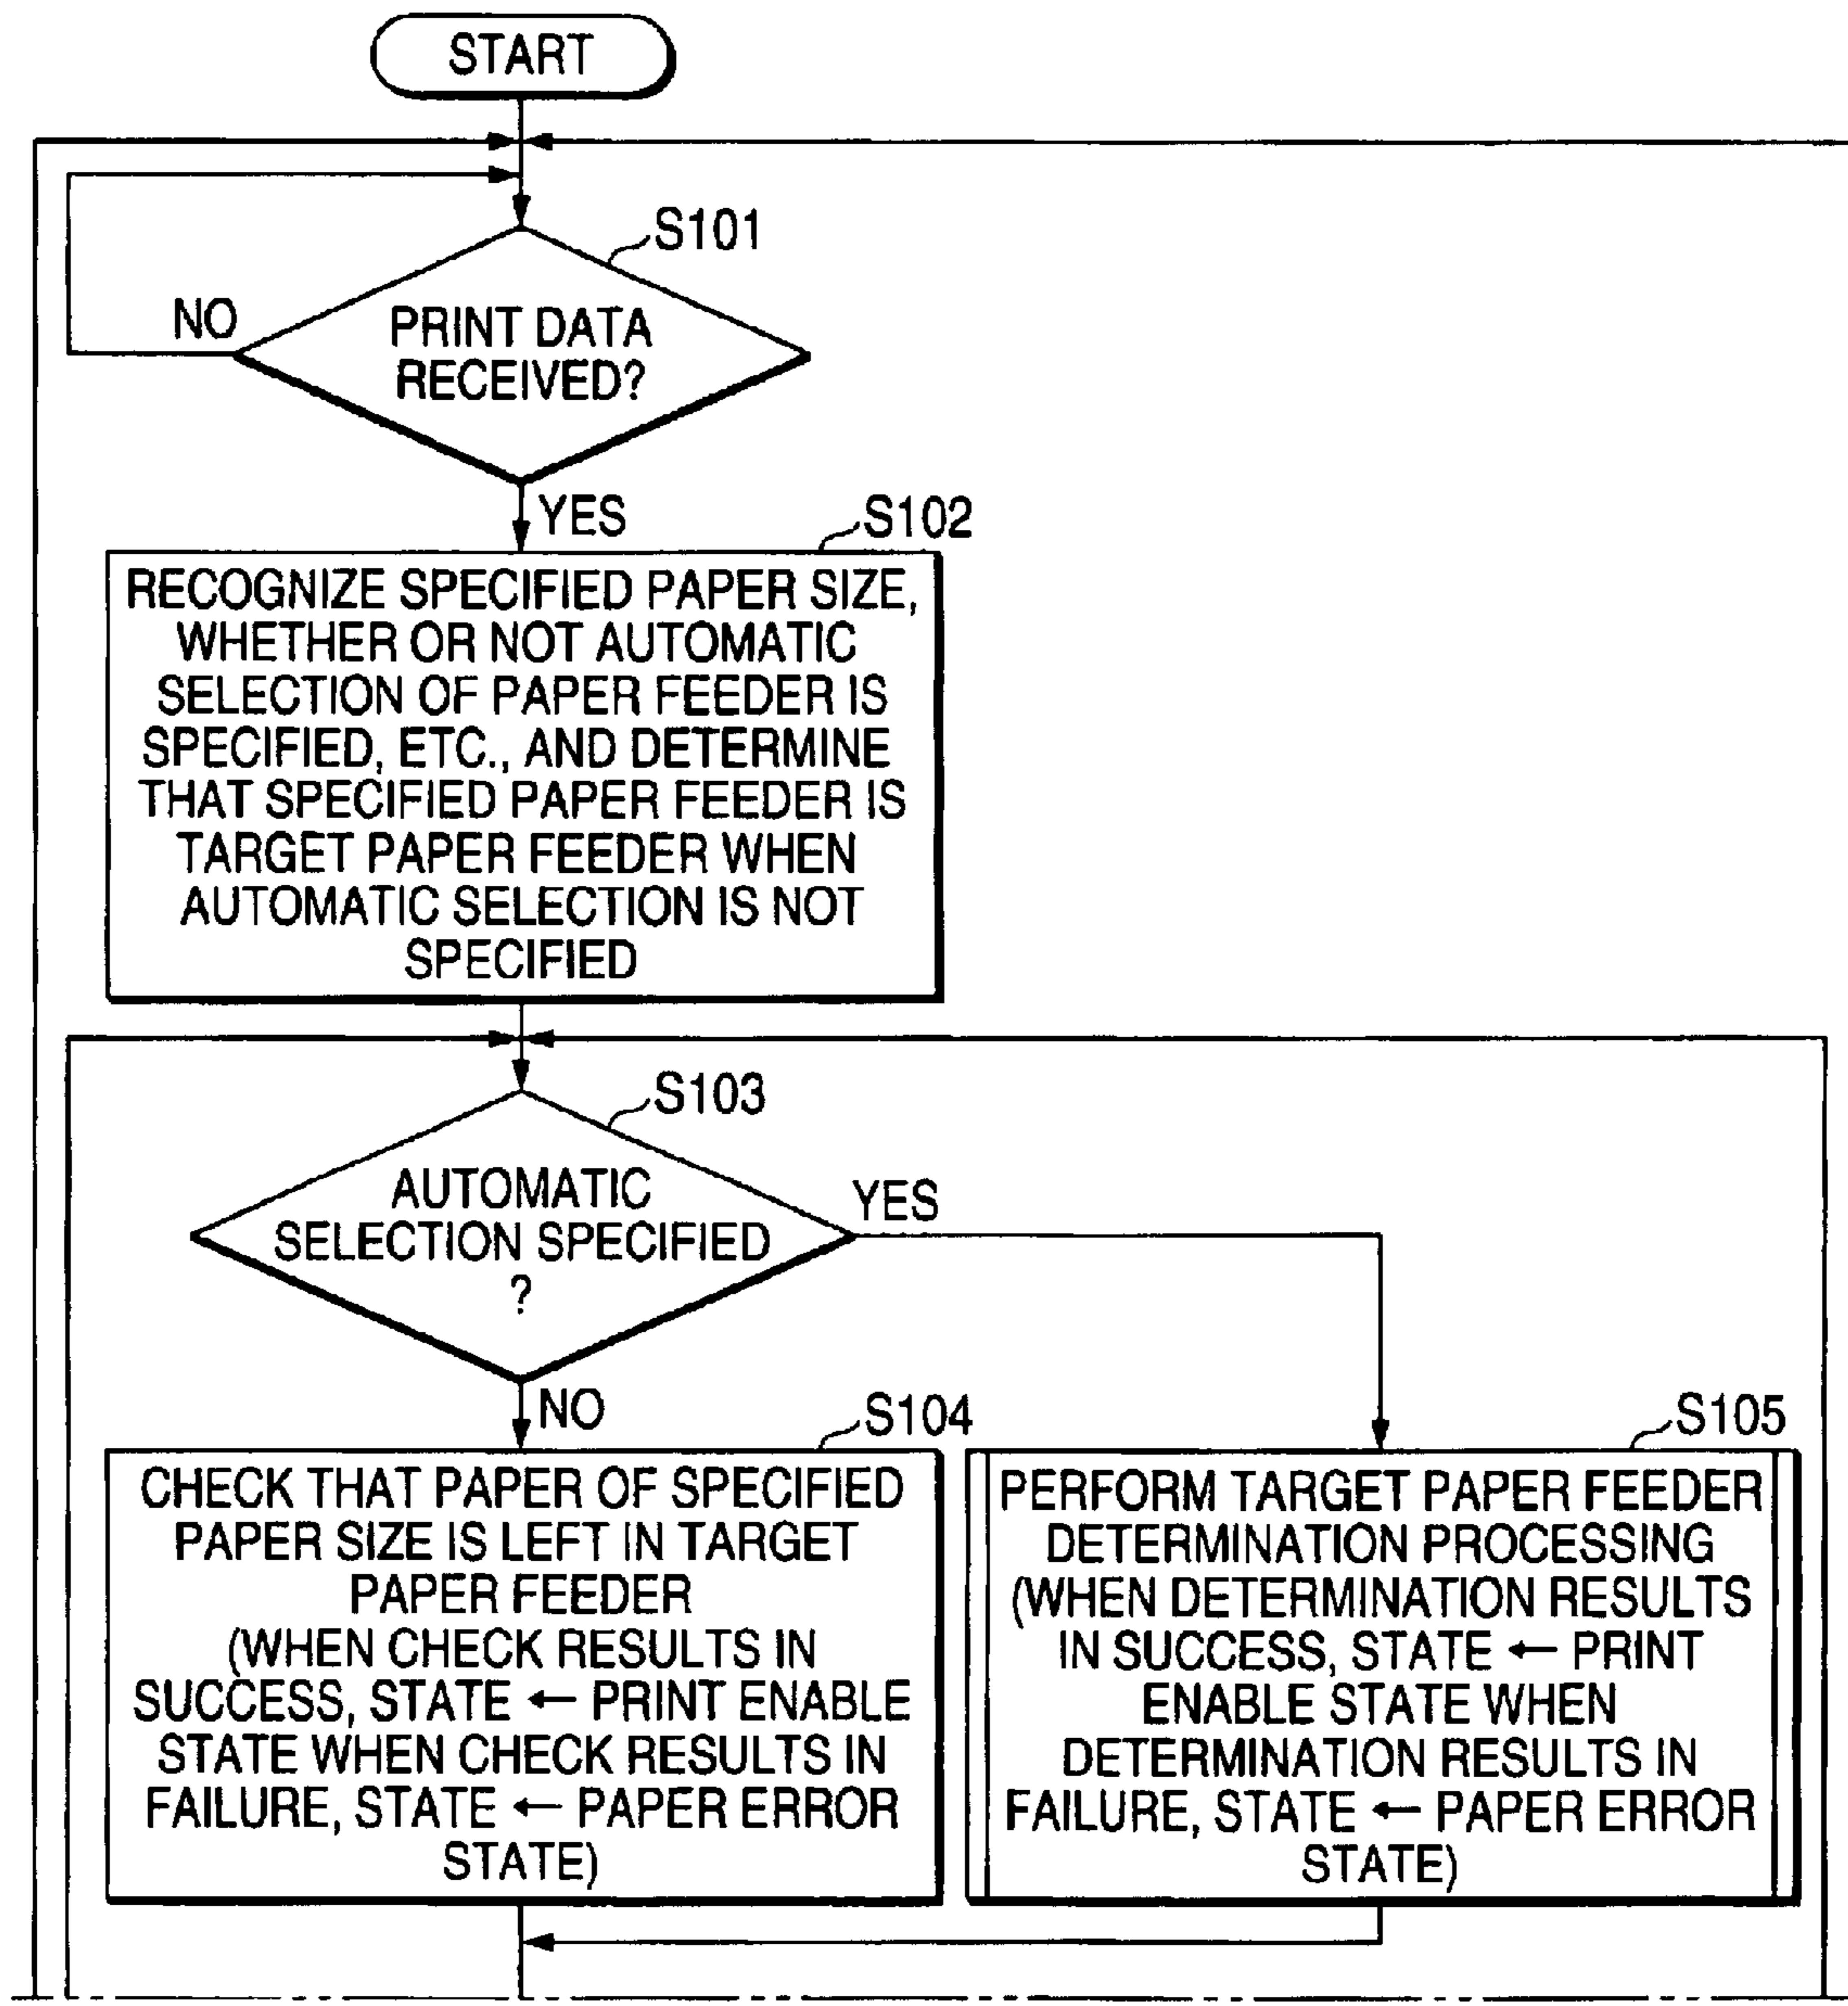 START
S101
NO
PRINT DATA
RECEIVED?
YES
S102
RECOGNIZE SPECIFIED PAPER SIZE,
WHETHER OR NOT AUTOMATIC
SELECTION OF PAPER FEEDER IS
SPECIFIED, ETC., AND DETERMINE
THAT SPECIFIED PAPER FEEDER IS
TARGET PAPER FEEDER WHEN
AUTOMATIC SELECTION IS NOT
SPECIFIED
S103
AUTOMATIC
SELECTION SPECIFIED
?
YES
NO
S104
CHECK THAT PAPER OF SPECIFIED
PAPER SIZE IS LEFT IN TARGET
PAPER FEEDER
(WHEN CHECK RESULTS IN
SUCCESS, STATE ← PRINT ENABLE
STATE WHEN CHECK RESULTS IN
FAILURE, STATE ← PAPER ERROR
STATE)
S105
PERFORM TARGET PAPER FEEDER
DETERMINATION PROCESSING
(WHEN DETERMINATION RESULTS
IN SUCCESS, STATE ← PRINT
ENABLE STATE WHEN
DETERMINATION RESULTS IN
FAILURE, STATE ← PAPER ERROR
STATE)